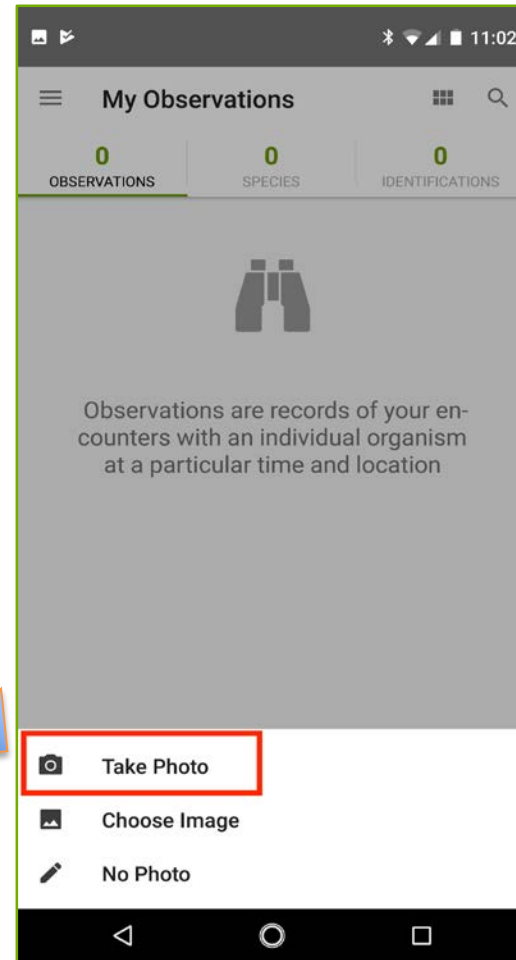 11:02
My Observations
0 0 0
OBSERVATIONS SPECIES IDENTIFICATIONS
Observations are records of your en-
counters with an individual organism
at a particular time and location
Take Photo
Choose Image
No Photo